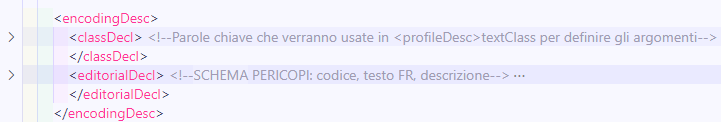 <encodingDesc>
<classDecl> <!--Parole chiave che verranno usate in <profileDesc>textClass per definire gli argomenti-->
</classDecl>
<editorialDecl> <!--SCHEMA PERICOPI: codice, testo FR, descrizione--> ···
</editorialDecl>
</encodingDesc>